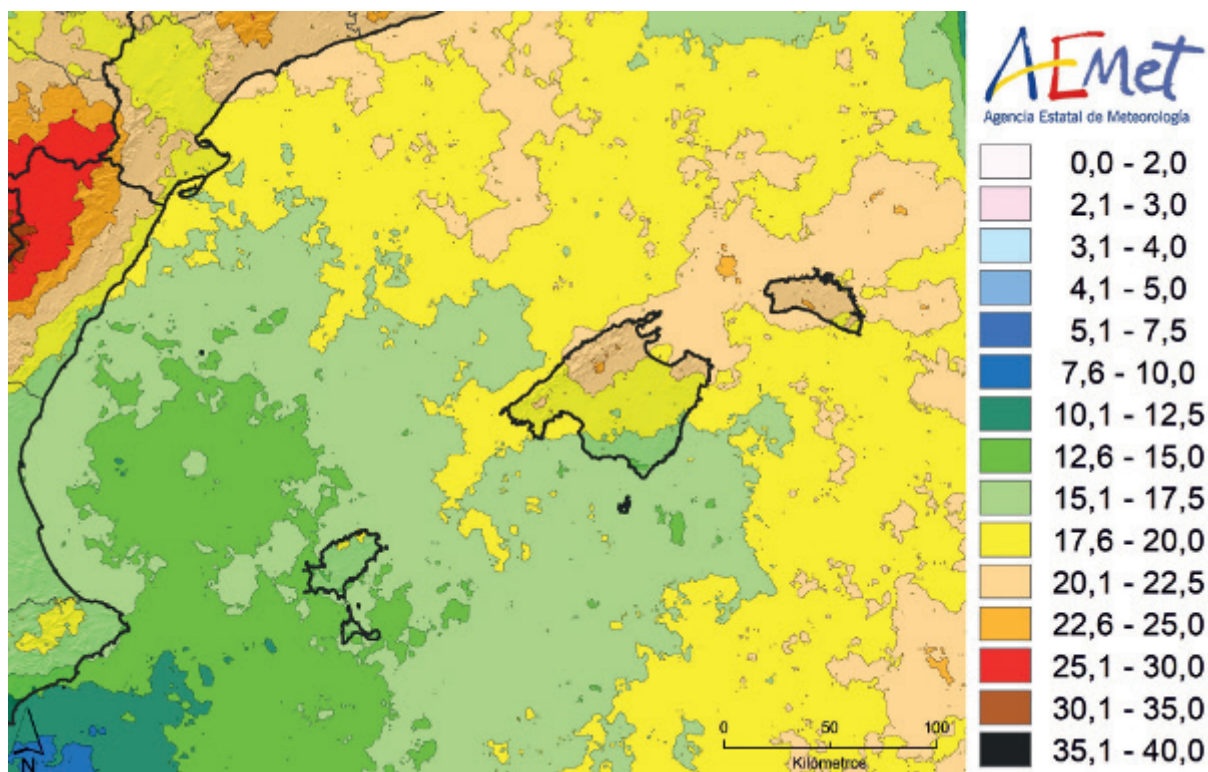 AEMet
Agencia Estatal de Meteorología
0,0 - 2,0
2,1 - 3,0
3,1 - 4,0
4,1 - 5,0
5,1 - 7,5
7,6 - 10,0
10,1 - 12,5
12,6 - 15,0
15,1 - 17,5
17,6 - 20,0
20,1 - 22,5
22,6 - 25,0
25,1 - 30,0
30,1 - 35,0
35,1 - 40,0
0 50 100
Kilómetros
N